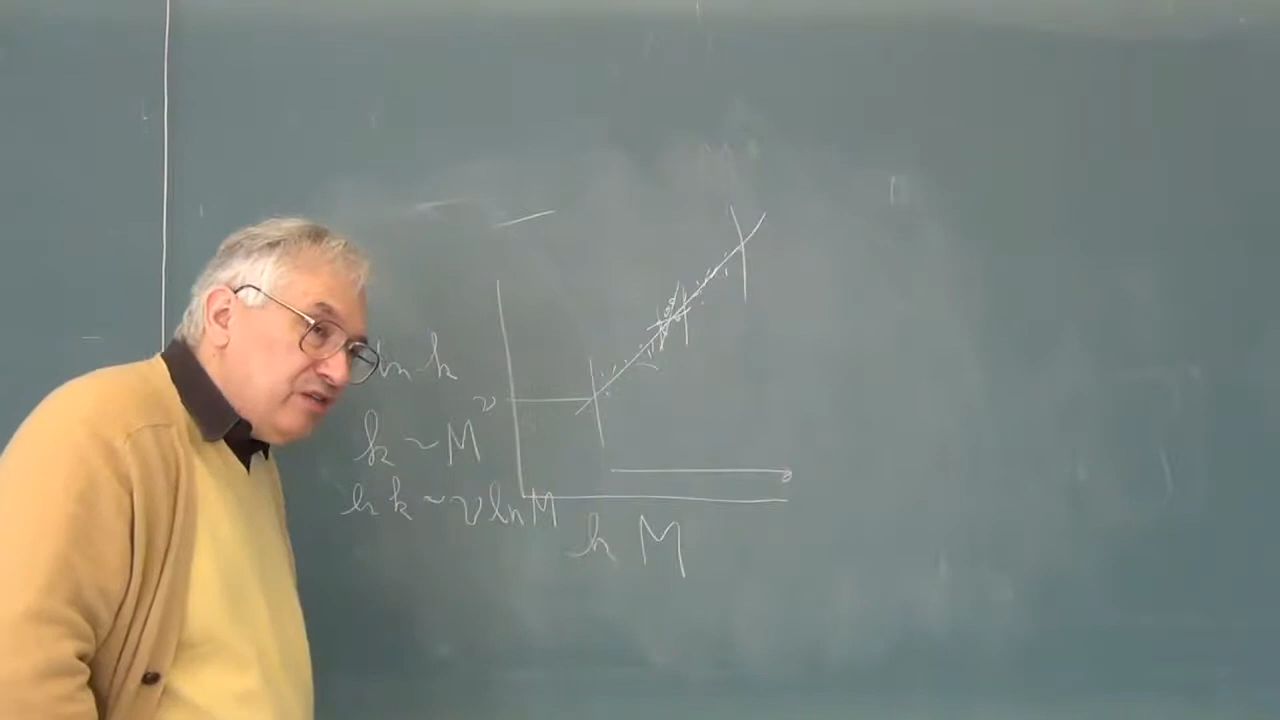 ln k
ν
k ~ M
ln k ~ ν ln M
ln M